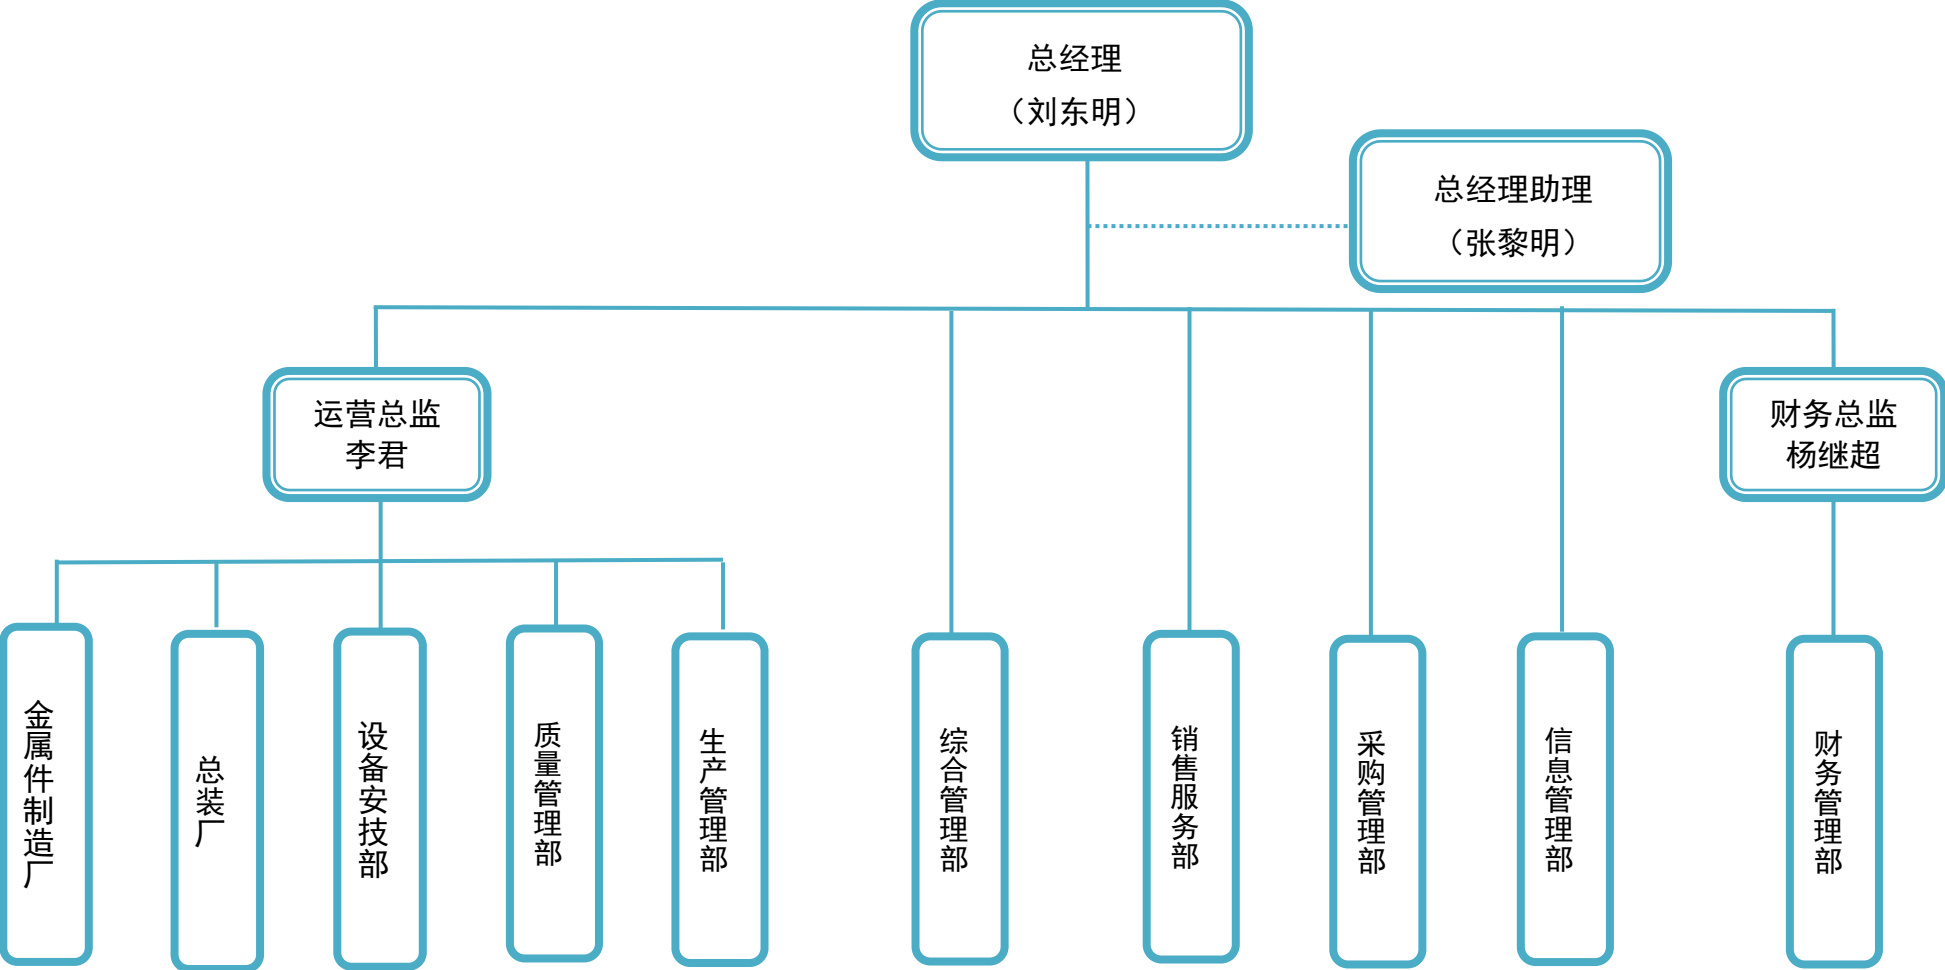 总经理
（刘东明）
总经理助理
（张黎明）
运营总监
李君
财务总监
杨继超
金属件制造厂
总装厂
设备安技部
质量管理部
生产管理部
综合管理部
销售服务部
采购管理部
信息管理部
财务管理部